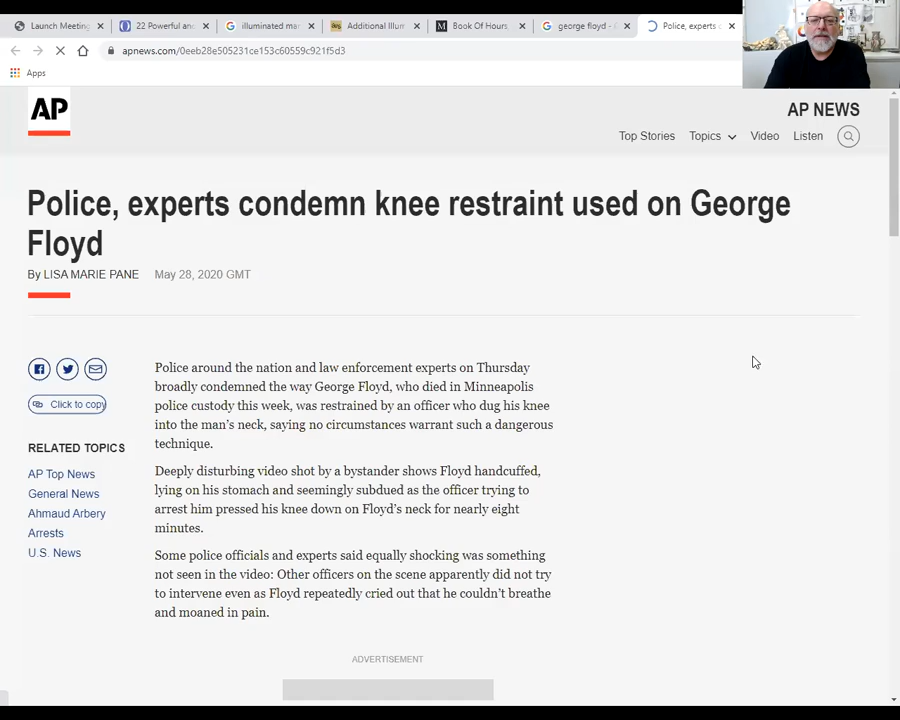 Launch Meeting
22 Powerful and
illuminated ma
Additional Illum
Book Of Hours
george floyd -
Police, experts c
apnews.com/0eeb28e505231ce153c60559c921f5d3
Apps
AP
AP NEWS
Top Stories Topics Video Listen
Police, experts condemn knee restraint used on George
Floyd
By LISA MARIE PANE May 28, 2020 GMT
Click to copy
RELATED TOPICS
AP Top News
General News
Ahmaud Arbery
Arrests
U.S. News
Police around the nation and law enforcement experts on Thursday
broadly condemned the way George Floyd, who died in Minneapolis
police custody this week, was restrained by an officer who dug his knee
into the man's neck, saying no circumstances warrant such a dangerous
technique.
Deeply disturbing video shot by a bystander shows Floyd handcuffed,
lying on his stomach and seemingly subdued as the officer trying to
arrest him pressed his knee down on Floyd's neck for nearly eight
minutes.
Some police officials and experts said equally shocking was something
not seen in the video: Other officers on the scene apparently did not try
to intervene even as Floyd repeatedly cried out that he couldn't breathe
and moaned in pain.
ADVERTISEMENT